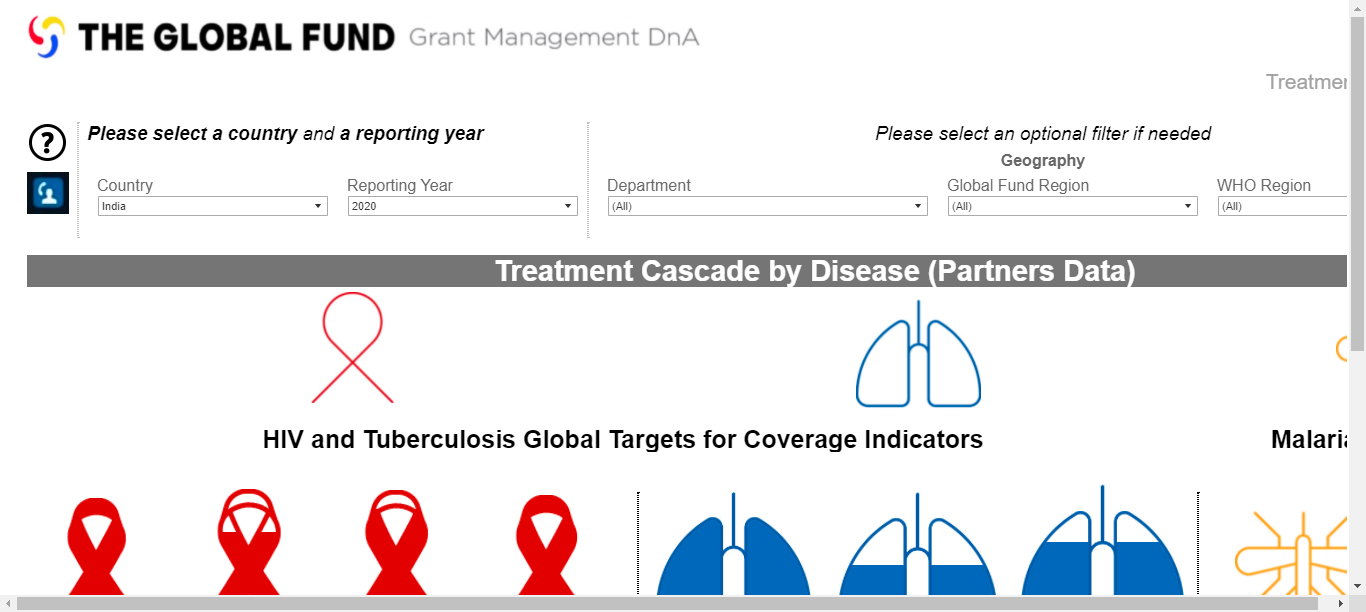 THE GLOBAL FUND Grant Management DnA
Please select a country and a reporting year
Please select an optional filter if needed
Geography
Country
Reporting Year
Department
Global Fund Region
WHO Region
India
2020
(All)
(All)
(All)
Treatment Cascade by Disease (Partners Data)
HIV and Tuberculosis Global Targets for Coverage Indicators